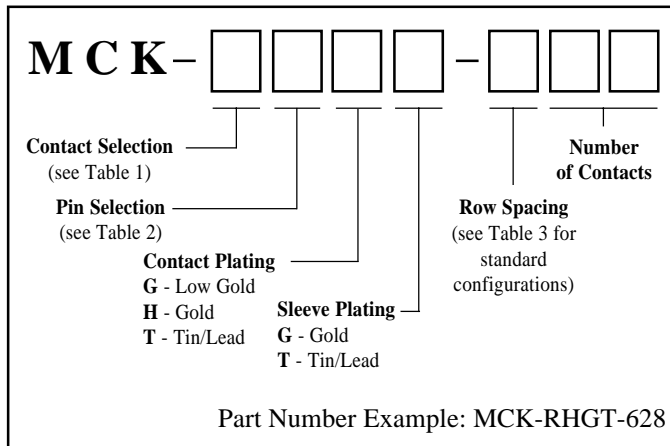 MCK–
–
Contact Selection
(see Table 1)
Number
of Contacts
Pin Selection
(see Table 2)
Row Spacing
(see Table 3 for
standard
configurations)
Contact Plating
G - Low Gold
H - Gold
T - Tin/Lead
Sleeve Plating
G - Gold
T - Tin/Lead
Part Number Example: MCK-RHGT-628